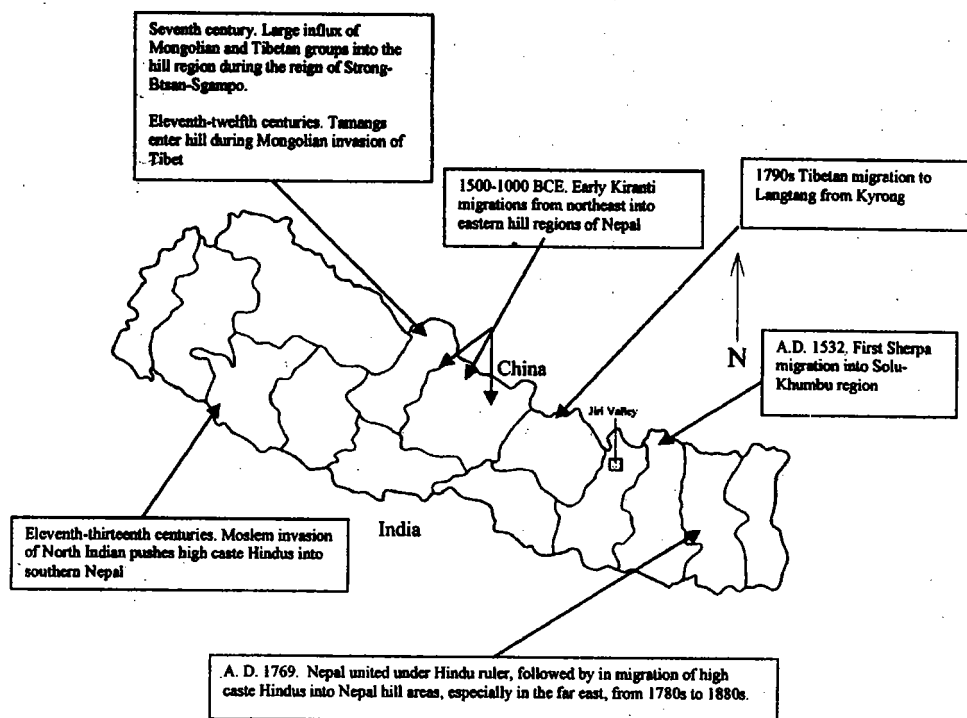 Seventh century. Large influx of
Mongolian and Tibetan groups into the
hill region during the reign of Strong-
Btsan-Sgampo.
Eleventh-twelfth centuries. Tamangs
enter hill during Mongolian invasion of
Tibet
1500-1000 BCE. Early Kiranti
migrations from northeast into
eastern hill regions of Nepal
1790s Tibetan migration to
Langtang from Kyrong
N
A.D. 1532, First Sherpa
migration into Solu-
Khumbu region
China
Jiri Valley
India
Eleventh-thirteenth centuries. Moslem invasion
of North Indian pushes high caste Hindus into
southern Nepal
A. D. 1769. Nepal united under Hindu ruler, followed by in migration of high
caste Hindus into Nepal hill areas, especially in the far east, from 1780s to 1880s.